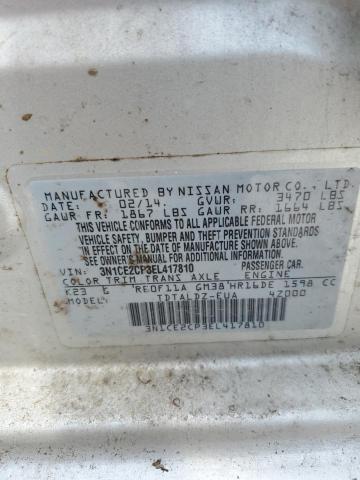 MANUFACTURED BY NISSAN MOTOR CO., LTD.
DATE: 02/14. GVWR: 3470 LBS
GAWR FR: 1867 LBS GAWR RR: 1664 LBS
THIS VEHICLE CONFORMS TO ALL APPLICABLE FEDERAL MOTOR
VEHICLE SAFETY, BUMPER, AND THEFT PREVENTION
STANDARDS IN EFFECT ON THE DATE OF MANUFACTURE
SHOWN ABOVE.
SEE OWNER'S MANUAL FOR ADDITIONAL INFORMATION.
VIN: 3N1CE2CP3EL417810 PASSENGER CAR
COLOR TRIM TRANS AXLE ENGINE
K23 RE0F11A GM38 HR16DE 1598 CC
MODEL: TDTALDZ-EUA 4Z000
3N1CE2CP3EL417810